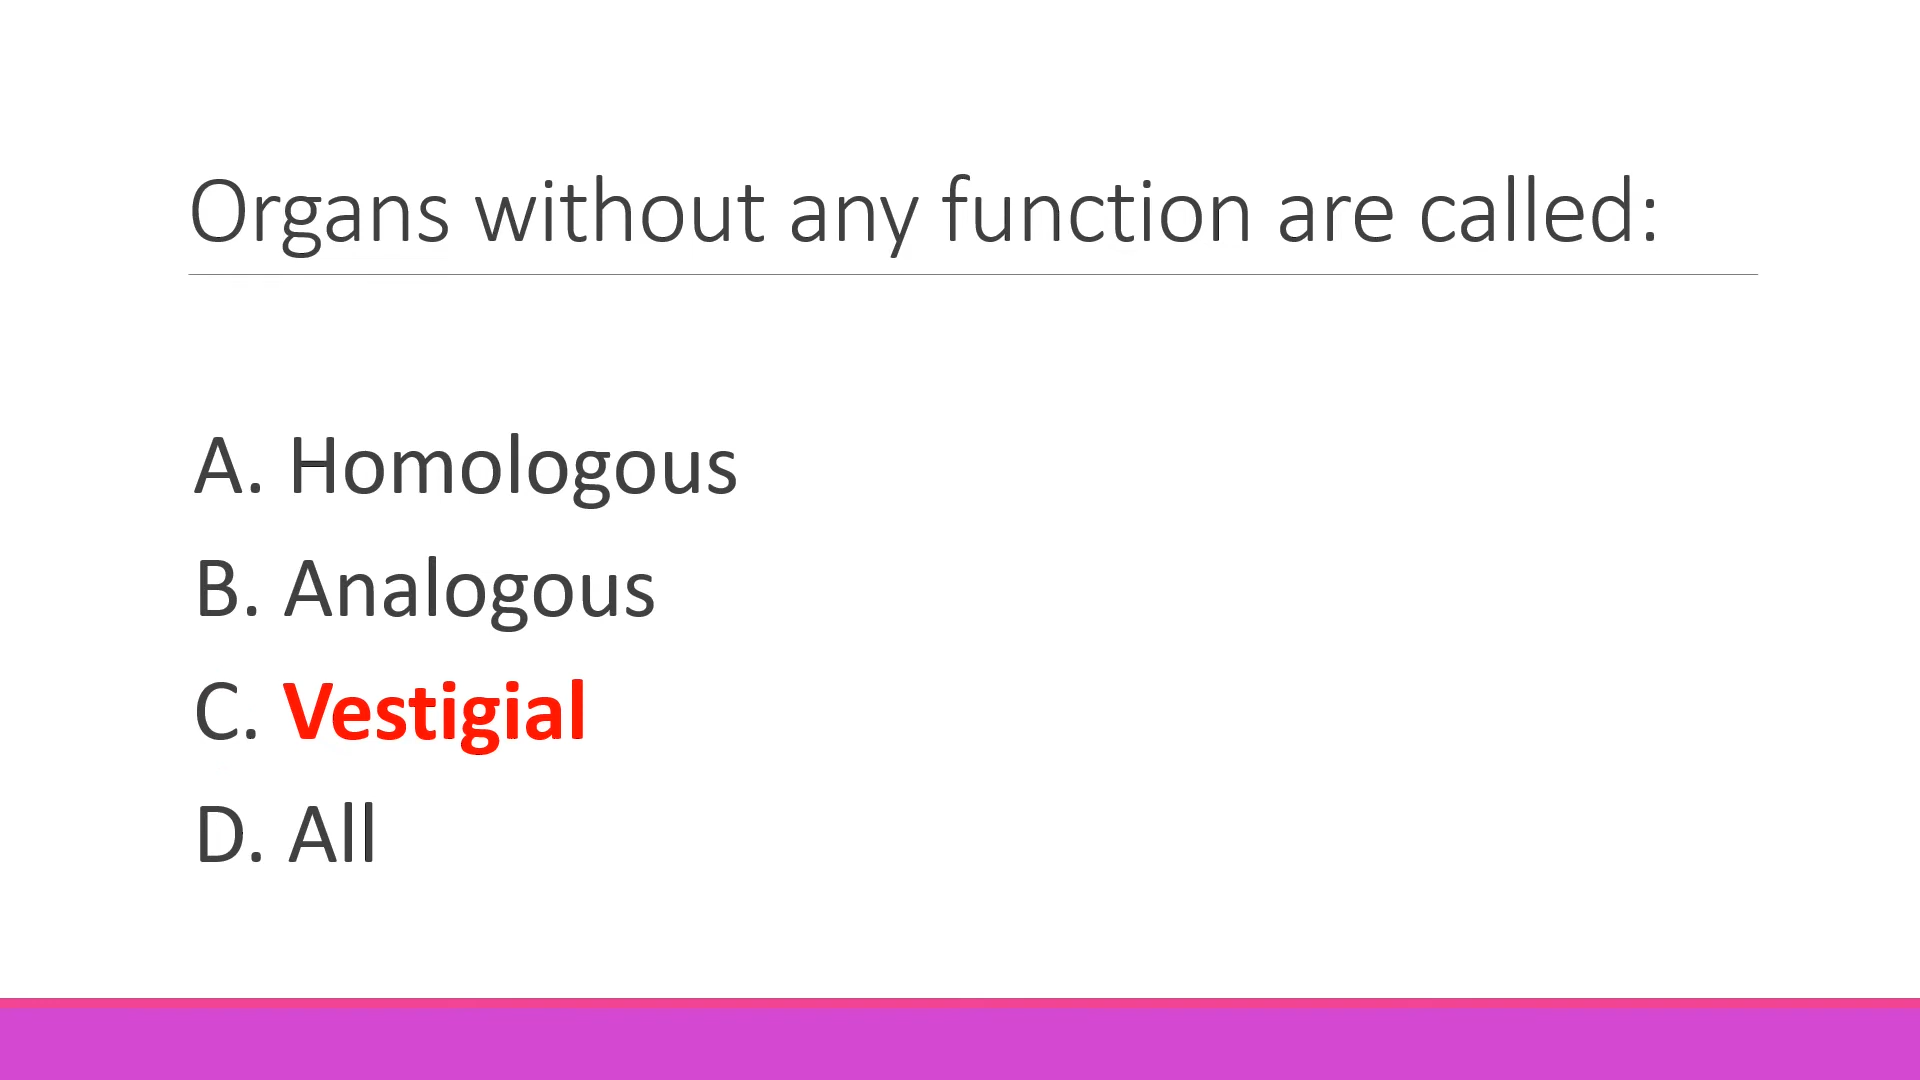 Organs without any function are called:
A. Homologous
B. Analogous
C. Vestigial
D. All